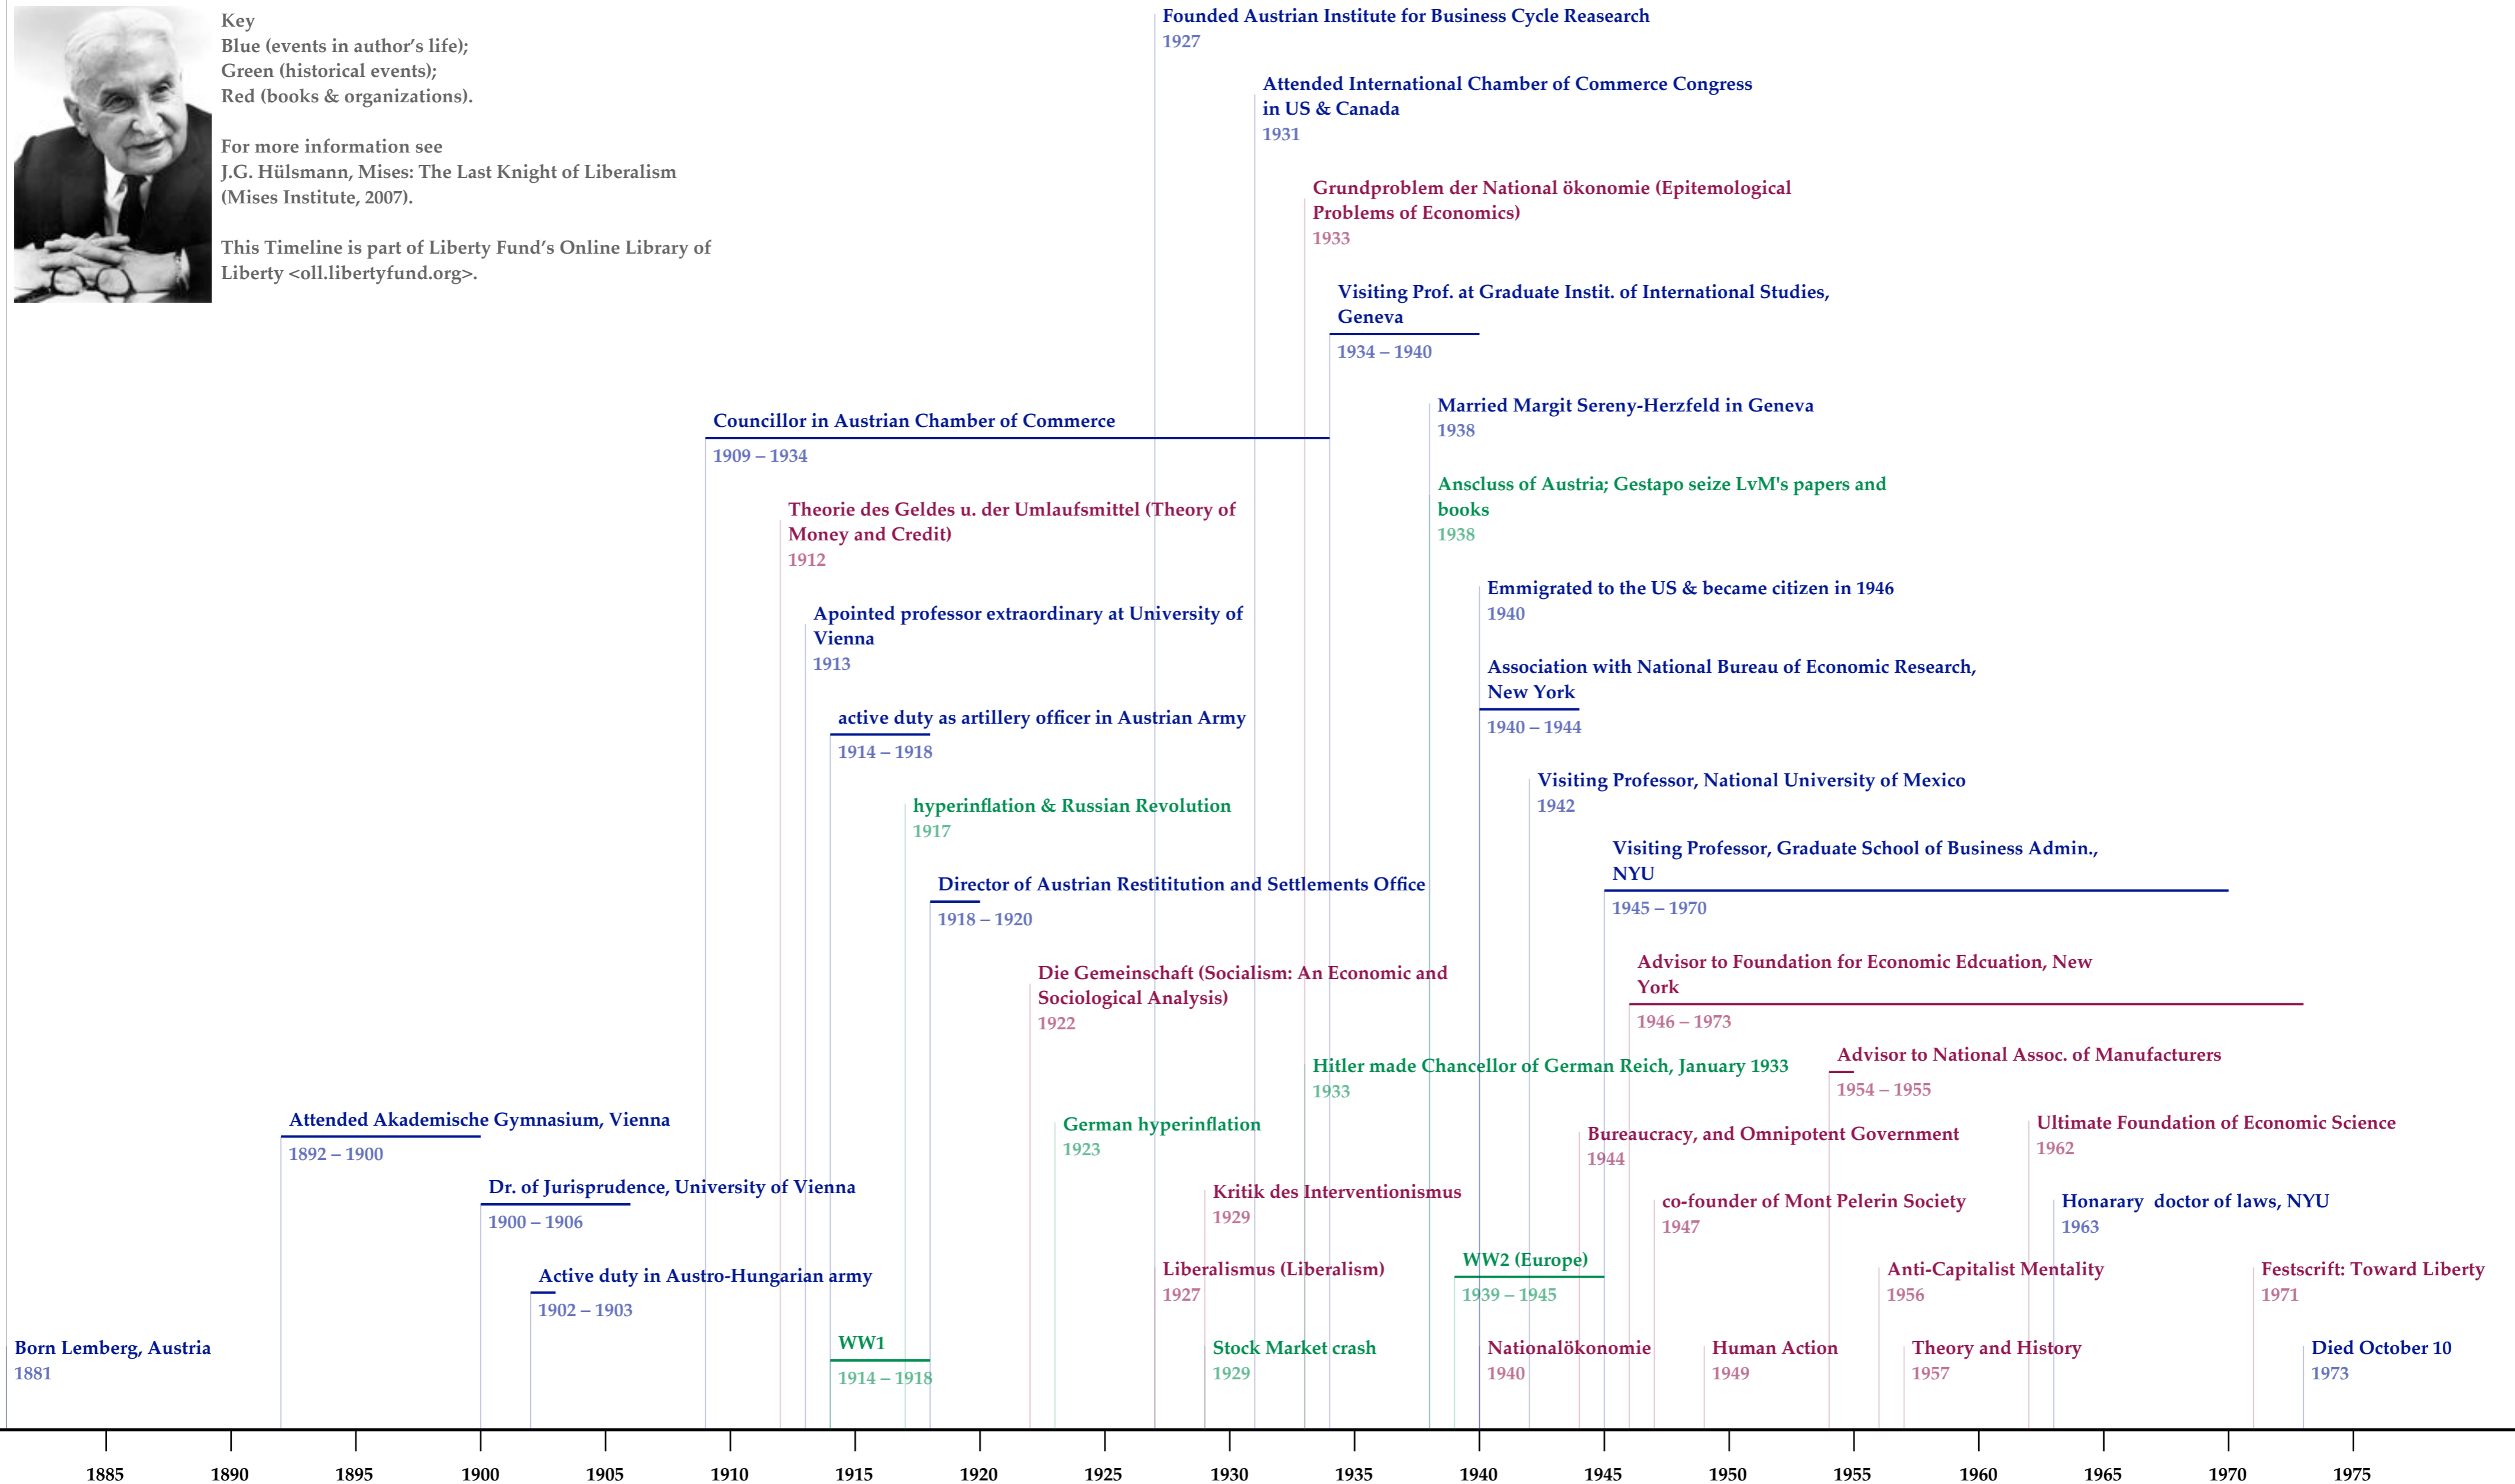 Key
Blue (events in author's life);
Green (historical events);
Red (books & organizations).
For more information see
J.G. Hülsmann, Mises: The Last Knight of Liberalism
(Mises Institute, 2007).
This Timeline is part of Liberty Fund's Online Library of
Liberty <oll.libertyfund.org>.
Founded Austrian Institute for Business Cycle Reasearch
1927
Attended International Chamber of Commerce Congress
in US & Canada
1931
Grundproblem der National ökonomie (Epitemological
Problems of Economics)
1933
Visiting Prof. at Graduate Instit. of International Studies,
Geneva
1934 – 1940
Councillor in Austrian Chamber of Commerce
1909 – 1934
Married Margit Sereny-Herzfeld in Geneva
1938
Theorie des Geldes u. der Umlaufsmittel (Theory of
Money and Credit)
1912
Anscluss of Austria; Gestapo seize LvM's papers and
books
1938
Apointed professor extraordinary at University of
Vienna
1913
Emmigrated to the US & became citizen in 1946
1940
Association with National Bureau of Economic Research,
New York
1940 – 1944
active duty as artillery officer in Austrian Army
1914 – 1918
Visiting Professor, National University of Mexico
1942
hyperinflation & Russian Revolution
1917
Visiting Professor, Graduate School of Business Admin.,
NYU
1945 – 1970
Director of Austrian Restititution and Settlements Office
1918 – 1920
Die Gemeinschaft (Socialism: An Economic and
Sociological Analysis)
1922
Advisor to Foundation for Economic Edcuation, New
York
1946 – 1973
Hitler made Chancellor of German Reich, January 1933
1933
Advisor to National Assoc. of Manufacturers
1954 – 1955
Attended Akademische Gymnasium, Vienna
1892 – 1900
German hyperinflation
1923
Bureaucracy, and Omnipotent Government
1944
Ultimate Foundation of Economic Science
1962
Dr. of Jurisprudence, University of Vienna
1900 – 1906
Kritik des Interventionismus
1929
co-founder of Mont Pelerin Society
1947
Honarary  doctor of laws, NYU
1963
Active duty in Austro-Hungarian army
1902 – 1903
Liberalismus (Liberalism)
1927
WW2 (Europe)
1939 – 1945
Anti-Capitalist Mentality
1956
Festscrift: Toward Liberty
1971
Born Lemberg, Austria
1881
WW1
1914 – 1918
Stock Market crash
1929
Nationalökonomie
1940
Human Action
1949
Theory and History
1957
Died October 10
1973
1885 1890 1895 1900 1905 1910 1915 1920 1925 1930 1935 1940 1945 1950 1955 1960 1965 1970 1975